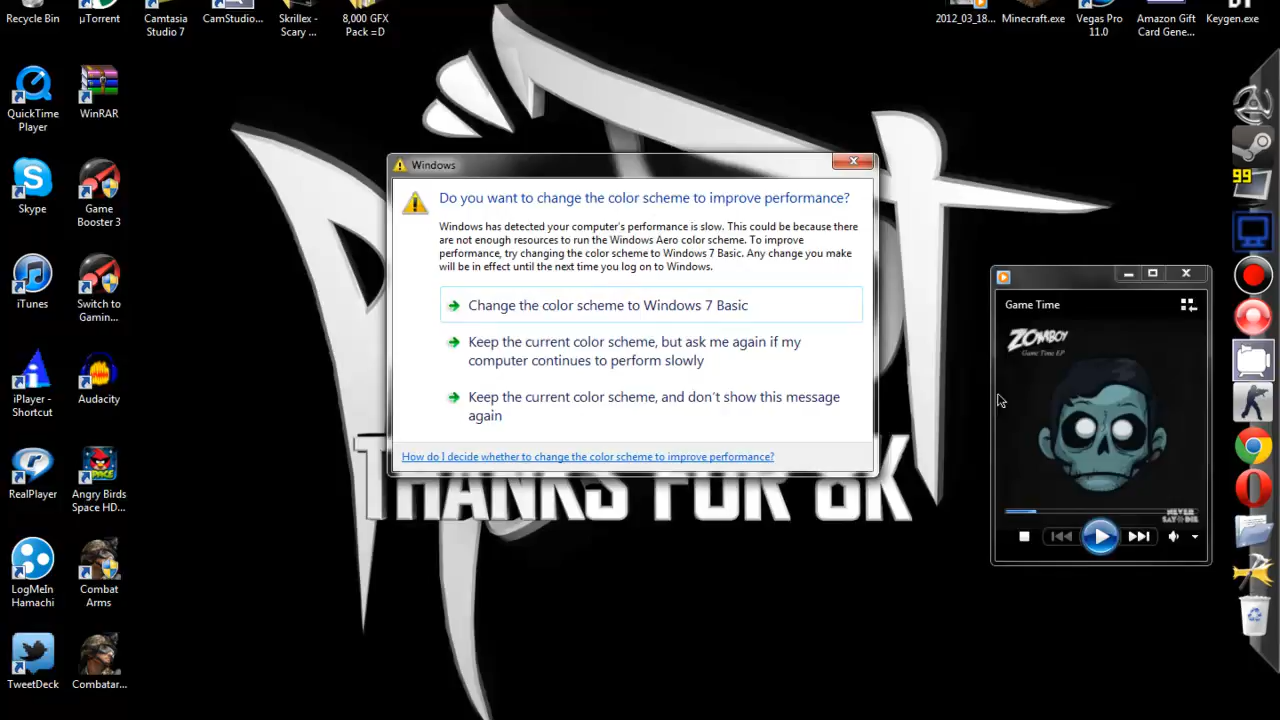 Recycle Bin
µTorrent
Camtasia
Studio 7
CamStudio...
Skrillex -
Scary ...
8,000 GFX
Pack =D
2012_03_18...
Minecraft.exe
Vegas Pro
11.0
Amazon Gift
Card Gene...
Keygen.exe
QuickTime
Player
WinRAR
Skype
Game
Booster 3
iTunes
Switch to
Gamin...
iPlayer -
Shortcut
Audacity
RealPlayer
Angry Birds
Space HD...
LogMeIn
Hamachi
Combat
Arms
TweetDeck
Combatar...
Windows
Do you want to change the color scheme to improve performance?
Windows has detected your computer's performance is slow. This could be because there
are not enough resources to run the Windows Aero color scheme. To improve
performance, try changing the color scheme to Windows 7 Basic. Any change you make
will be in effect until the next time you log on to Windows.
Change the color scheme to Windows 7 Basic
Keep the current color scheme, but ask me again if my
computer continues to perform slowly
Keep the current color scheme, and don't show this message
again
How do I decide whether to change the color scheme to improve performance?
THANKS FOR 8K
Game Time
ZOMBOY
Game Time EP
NEVER
SAY DIE
99